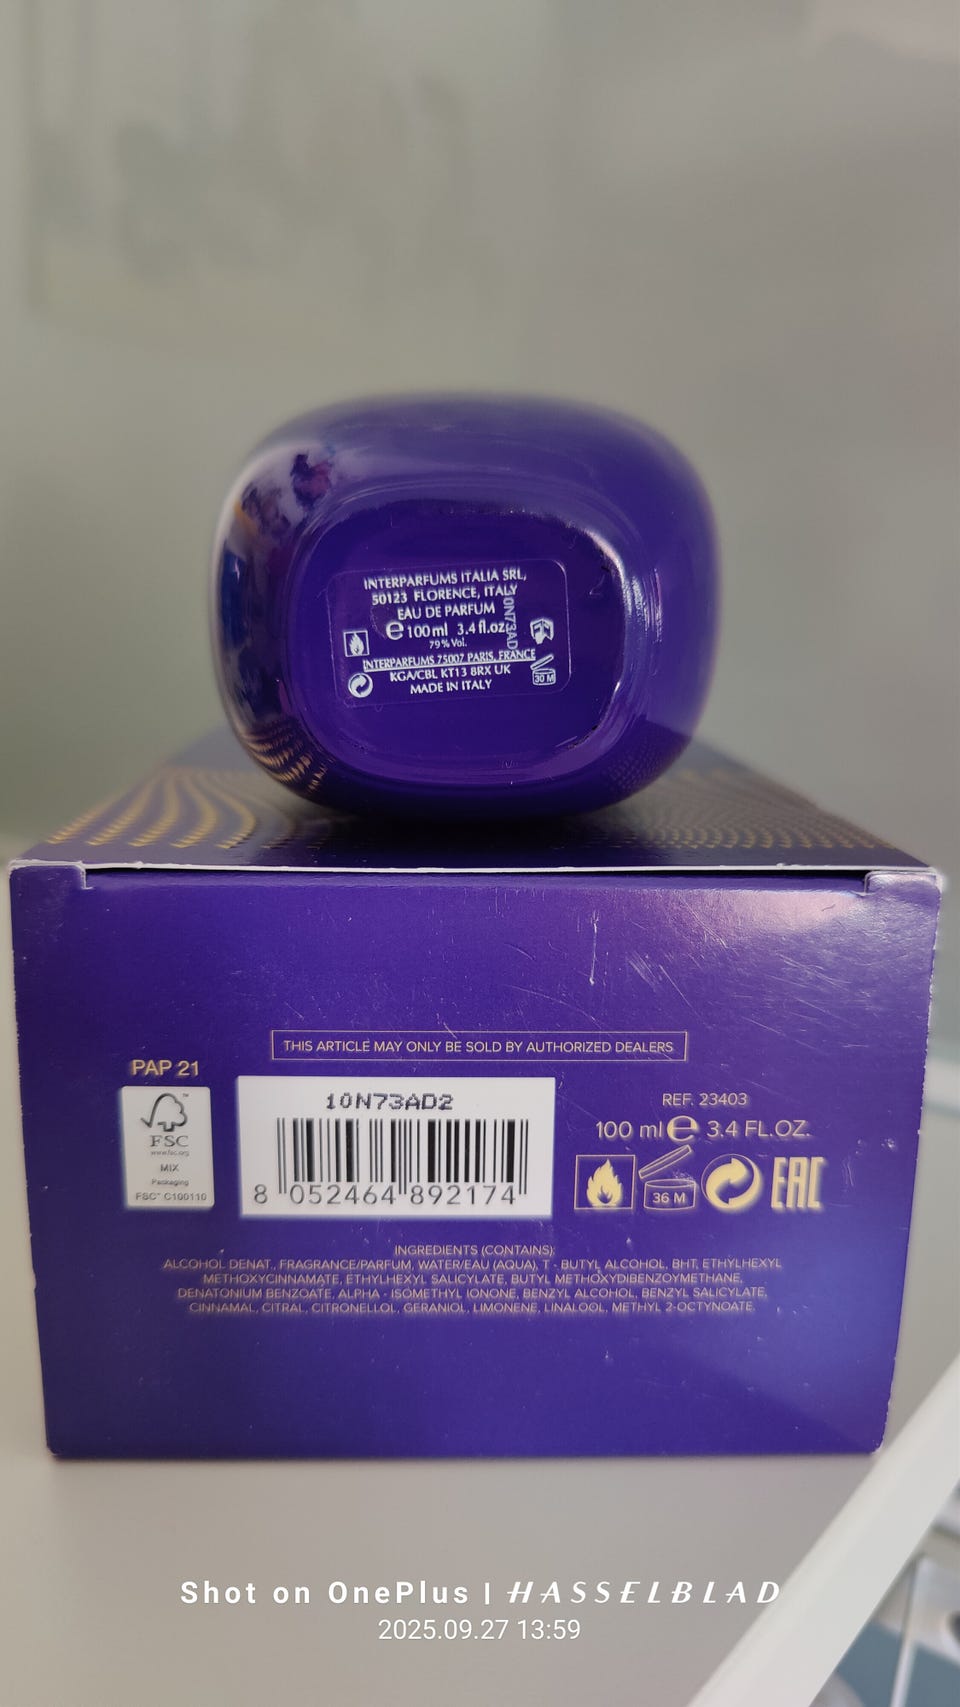 INTERPARFUMS ITALIA SRL,
50123 FLORENCE, ITALY
EAU DE PARFUM
e 100 ml 3.4 fl.oz.
79% Vol.
INTERPARFUMS 75007 PARIS, FRANCE
KGA/CBL KT13 8RX UK
MADE IN ITALY
30 M
THIS ARTICLE MAY ONLY BE SOLD BY AUTHORIZED DEALERS
PAP 21
FSC™
www.fsc.org
MIX
Packaging
FSC™ C100110
10N73AD2
8 052464 892174
REF. 23403
100 ml e 3.4 FL.OZ.
36 M
EAC
INGREDIENTS (CONTAINS):
ALCOHOL DENAT., FRAGRANCE/PARFUM, WATER/EAU (AQUA), T - BUTYL ALCOHOL, BHT, ETHYLHEXYL
METHOXYCINNAMATE, ETHYLHEXYL SALICYLATE, BUTYL METHOXYDIBENZOYMETHANE,
DENATONIUM BENZOATE, ALPHA - ISOMETHYL IONONE, BENZYL ALCOHOL, BENZYL SALICYLATE,
CINNAMAL, CITRAL, CITRONELLOL, GERANIOL, LIMONENE, LINALOOL, METHYL 2-OCTYNOATE.
Shot on OnePlus | HASSELBLAD
2025.09.27 13:59